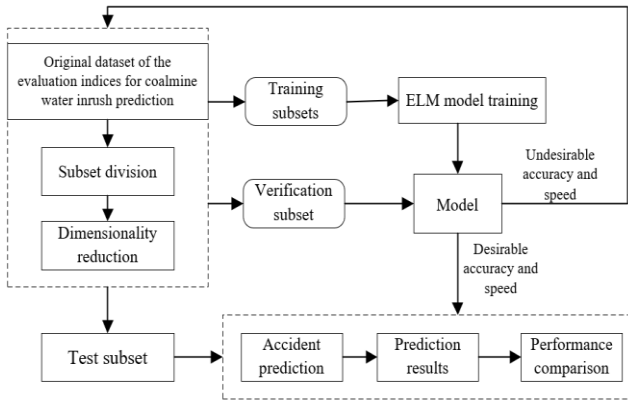 Original dataset of the
evaluation indices for coalmine
water inrush prediction
Training
subsets
ELM model training
Subset division
Verification
subset
Model
Undesirable
accuracy and
speed
Dimensionality
reduction
Desirable
accuracy and
speed
Test subset
Accident
prediction
Prediction
results
Performance
comparison